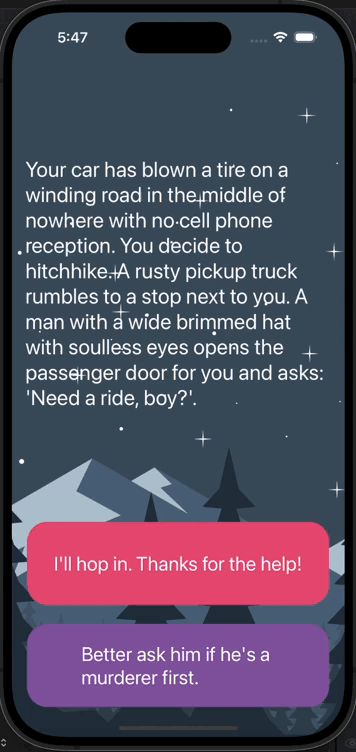 5:47
Your car has blown a tire on a
winding road in the middle of
nowhere with no cell phone
reception. You decide to
hitchhike. A rusty pickup truck
rumbles to a stop next to you. A
man with a wide brimmed hat
with soulless eyes opens the
passenger door for you and asks:
'Need a ride, boy?'.
I'll hop in. Thanks for the help!
Better ask him if he's a
murderer first.